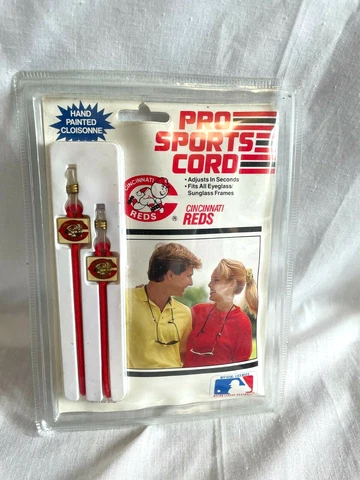 HAND
PAINTED
CLOISONNE
PRO
SPORTS
CORD
• Adjusts In Seconds
• Fits All Eyeglass/
Sunglass Frames
CINCINNATI
REDS
®
CINCINNATI
REDS